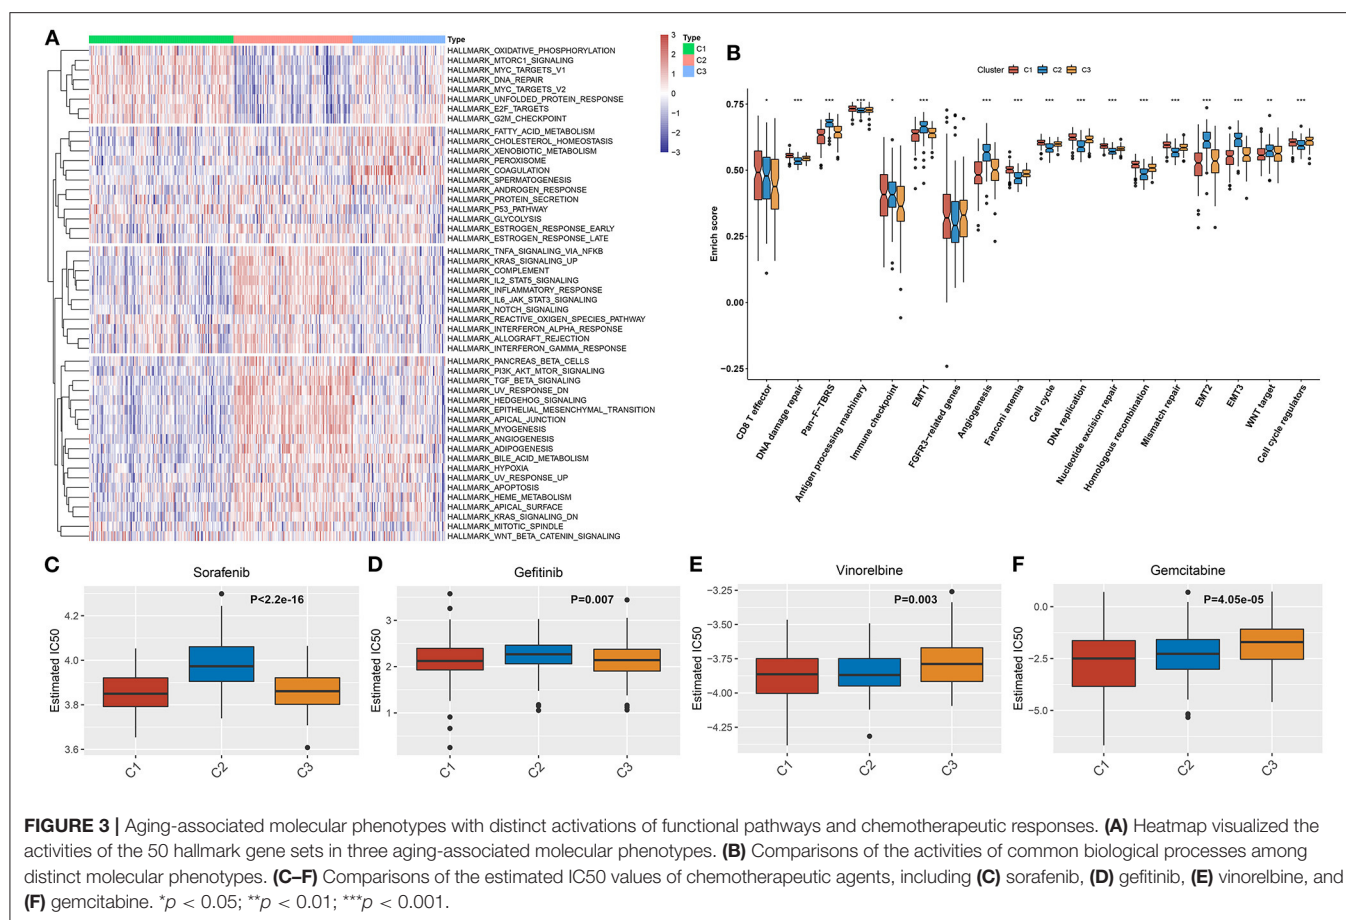 A
Type
HALLMARK_OXIDATIVE_PHOSPHORYLATION
HALLMARK_MTORC1_SIGNALING
HALLMARK_MYC_TARGETS_V1
HALLMARK_DNA_REPAIR
HALLMARK_MYC_TARGETS_V2
HALLMARK_UNFOLDED_PROTEIN_RESPONSE
HALLMARK_E2F_TARGETS
HALLMARK_G2M_CHECKPOINT
HALLMARK_FATTY_ACID_METABOLISM
HALLMARK_CHOLESTEROL_HOMEOSTASIS
HALLMARK_XENOBIOTIC_METABOLISM
HALLMARK_PEROXISOME
HALLMARK_COAGULATION
HALLMARK_SPERMATOGENESIS
HALLMARK_ANDROGEN_RESPONSE
HALLMARK_PROTEIN_SECRETION
HALLMARK_P53_PATHWAY
HALLMARK_GLYCOLYSIS
HALLMARK_ESTROGEN_RESPONSE_EARLY
HALLMARK_ESTROGEN_RESPONSE_LATE
HALLMARK_TNFA_SIGNALING_VIA_NFKB
HALLMARK_KRAS_SIGNALING_UP
HALLMARK_COMPLEMENT
HALLMARK_IL2_STAT5_SIGNALING
HALLMARK_INFLAMMATORY_RESPONSE
HALLMARK_IL6_JAK_STAT3_SIGNALING
HALLMARK_NOTCH_SIGNALING
HALLMARK_REACTIVE_OXIGEN_SPECIES_PATHWAY
HALLMARK_INTERFERON_ALPHA_RESPONSE
HALLMARK_ALLOGRAFT_REJECTION
HALLMARK_INTERFERON_GAMMA_RESPONSE
HALLMARK_PANCREAS_BETA_CELLS
HALLMARK_PI3K_AKT_MTOR_SIGNALING
HALLMARK_TGF_BETA_SIGNALING
HALLMARK_UV_RESPONSE_DN
HALLMARK_HEDGEHOG_SIGNALING
HALLMARK_EPITHELIAL_MESENCHYMAL_TRANSITION
HALLMARK_APICAL_JUNCTION
HALLMARK_MYOGENESIS
HALLMARK_ANGIOGENESIS
HALLMARK_ADIPOGENESIS
HALLMARK_BILE_ACID_METABOLISM
HALLMARK_HYPOXIA
HALLMARK_UV_RESPONSE_UP
HALLMARK_APOPTOSIS
HALLMARK_HEME_METABOLISM
HALLMARK_APICAL_SURFACE
HALLMARK_KRAS_SIGNALING_DN
HALLMARK_MITOTIC_SPINDLE
HALLMARK_WNT_BETA_CATENIN_SIGNALING
3
2
1
0
−1
−2
−3
Type
C1
C2
C3
B
Cluster C1 C2 C3
* *** *** *** * *** *** *** *** *** *** *** *** *** *** ** ***
Enrich score
0.75
0.50
0.25
0.00
−0.25
CD8 T effector
DNA damage repair
Pan−F−TBRS
Antigen processing machinery
Immune checkpoint
EMT1
FGFR3−related genes
Angiogenesis
Fanconi anemia
Cell cycle
DNA replication
Nucleotide excision repair
Homologous recombination
Mismatch repair
EMT2
EMT3
WNT target
Cell cycle regulators
C
Sorafenib
P<2.2e-16
Estimated IC50
4.2
4.0
3.8
3.6
C1
C2
C3
D
Gefitinib
P=0.007
Estimated IC50
3
2
1
C1
C2
C3
E
Vinorelbine
P=0.003
Estimated IC50
−3.25
−3.50
−3.75
−4.00
−4.25
C1
C2
C3
F
Gemcitabine
P=4.05e-05
Estimated IC50
0.0
−2.5
−5.0
C1
C2
C3
FIGURE 3 | Aging-associated molecular phenotypes with distinct activations of functional pathways and chemotherapeutic responses. (A) Heatmap visualized the
activities of the 50 hallmark gene sets in three aging-associated molecular phenotypes. (B) Comparisons of the activities of common biological processes among
distinct molecular phenotypes. (C–F) Comparisons of the estimated IC50 values of chemotherapeutic agents, including (C) sorafenib, (D) gefitinib, (E) vinorelbine, and
(F) gemcitabine. *p < 0.05; **p < 0.01; ***p < 0.001.